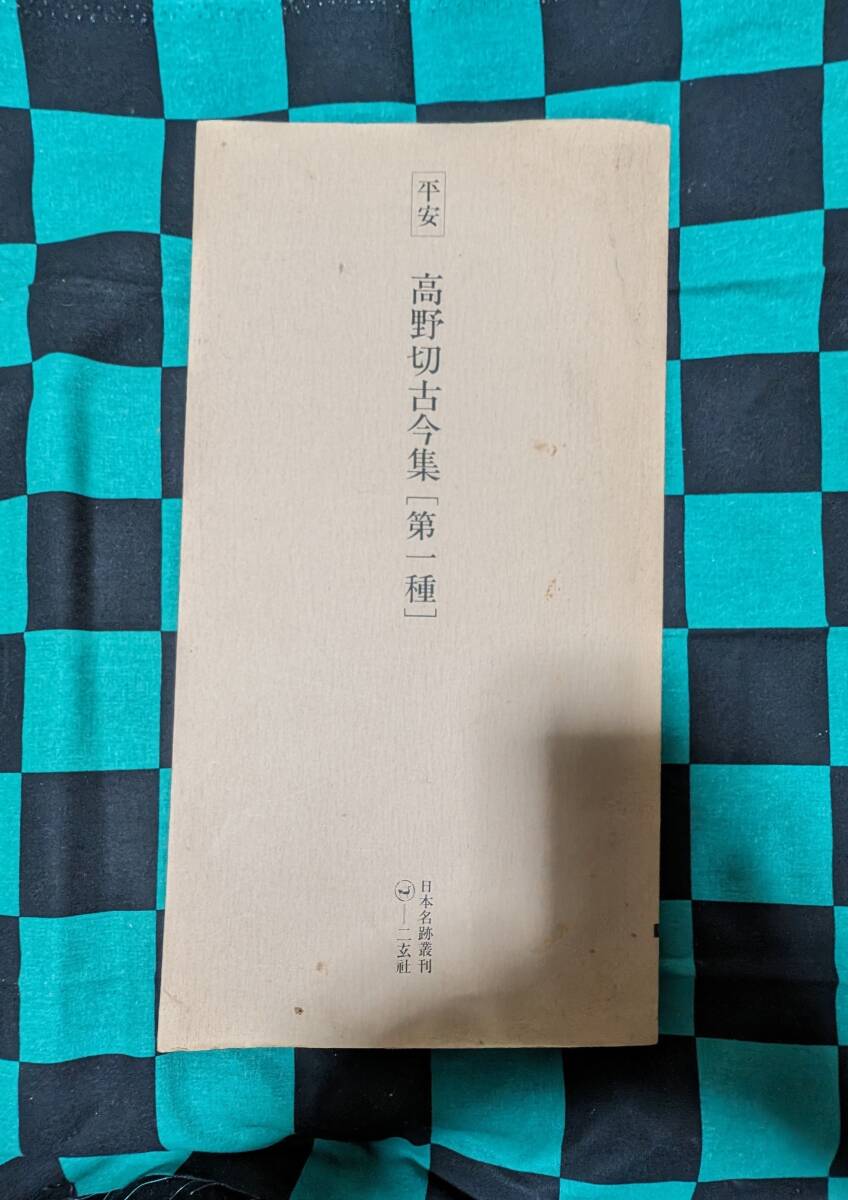 平安
高野切古今集[第一種]
日本名跡叢刊
二玄社